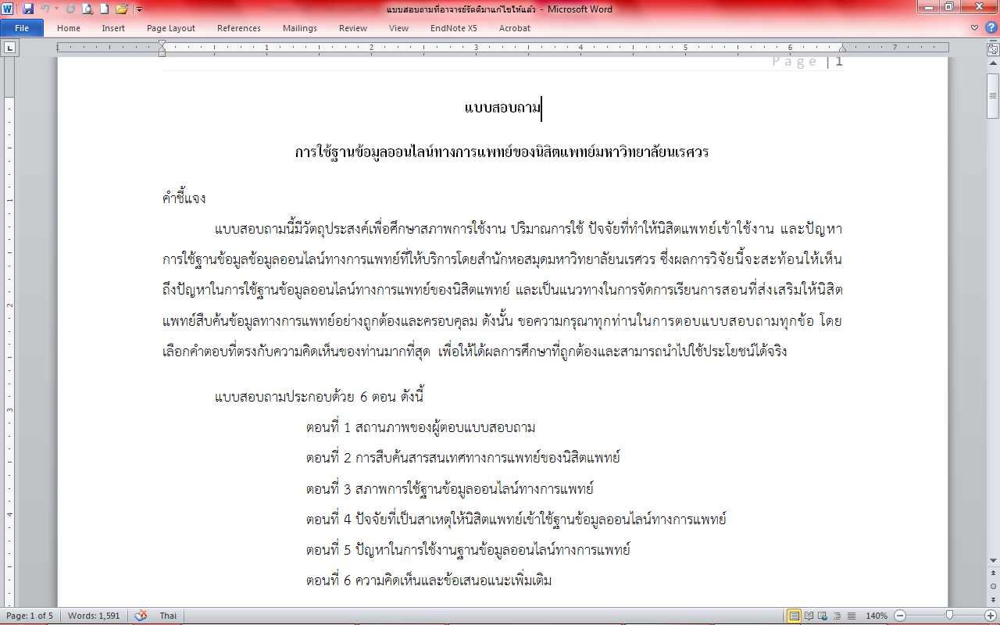 แบบสอบถามที่อาจารย์รัตติมาแก้ไขให้แล้ว - Microsoft Word
File Home Insert Page Layout References Mailings Review View EndNote X5 Acrobat
1 1 2 3 4 5 6 7
Page | 1
แบบสอบถาม
การใช้ฐานข้อมูลออนไลน์ทางการแพทย์ของนิสิตแพทย์มหาวิทยาลัยนเรศวร
คำชี้แจง
แบบสอบถามนี้มีวัตถุประสงค์เพื่อศึกษาสภาพการใช้งาน ปริมาณการใช้ ปัจจัยที่ทำให้นิสิตแพทย์เข้าใช้งาน และปัญหา
การใช้ฐานข้อมูลข้อมูลออนไลน์ทางการแพทย์ที่ให้บริการโดยสำนักหอสมุดมหาวิทยาลัยนเรศวร ซึ่งผลการวิจัยนี้จะสะท้อนให้เห็น
ถึงปัญหาในการใช้ฐานข้อมูลออนไลน์ทางการแพทย์ของนิสิตแพทย์ และเป็นแนวทางในการจัดการเรียนการสอนที่ส่งเสริมให้นิสิต
แพทย์สืบค้นข้อมูลทางการแพทย์อย่างถูกต้องและครอบคุลม ดังนั้น ขอความกรุณาทุกท่านในการตอบแบบสอบถามทุกข้อ โดย
เลือกคำตอบที่ตรงกับความคิดเห็นของท่านมากที่สุด เพื่อให้ได้ผลการศึกษาที่ถูกต้องและสามารถนำไปใช้ประโยชน์ได้จริง
แบบสอบถามประกอบด้วย 6 ตอน ดังนี้
ตอนที่ 1 สถานภาพของผู้ตอบแบบสอบถาม
ตอนที่ 2 การสืบค้นสารสนเทศทางการแพทย์ของนิสิตแพทย์
ตอนที่ 3 สภาพการใช้ฐานข้อมูลออนไลน์ทางการแพทย์
ตอนที่ 4 ปัจจัยที่เป็นสาเหตุให้นิสิตแพทย์เข้าใช้ฐานข้อมูลออนไลน์ทางการแพทย์
ตอนที่ 5 ปัญหาในการใช้งานฐานข้อมูลออนไลน์ทางการแพทย์
ตอนที่ 6 ความคิดเห็นและข้อเสนอแนะเพิ่มเติม
Page: 1 of 5 Words: 1,591 Thai 140%